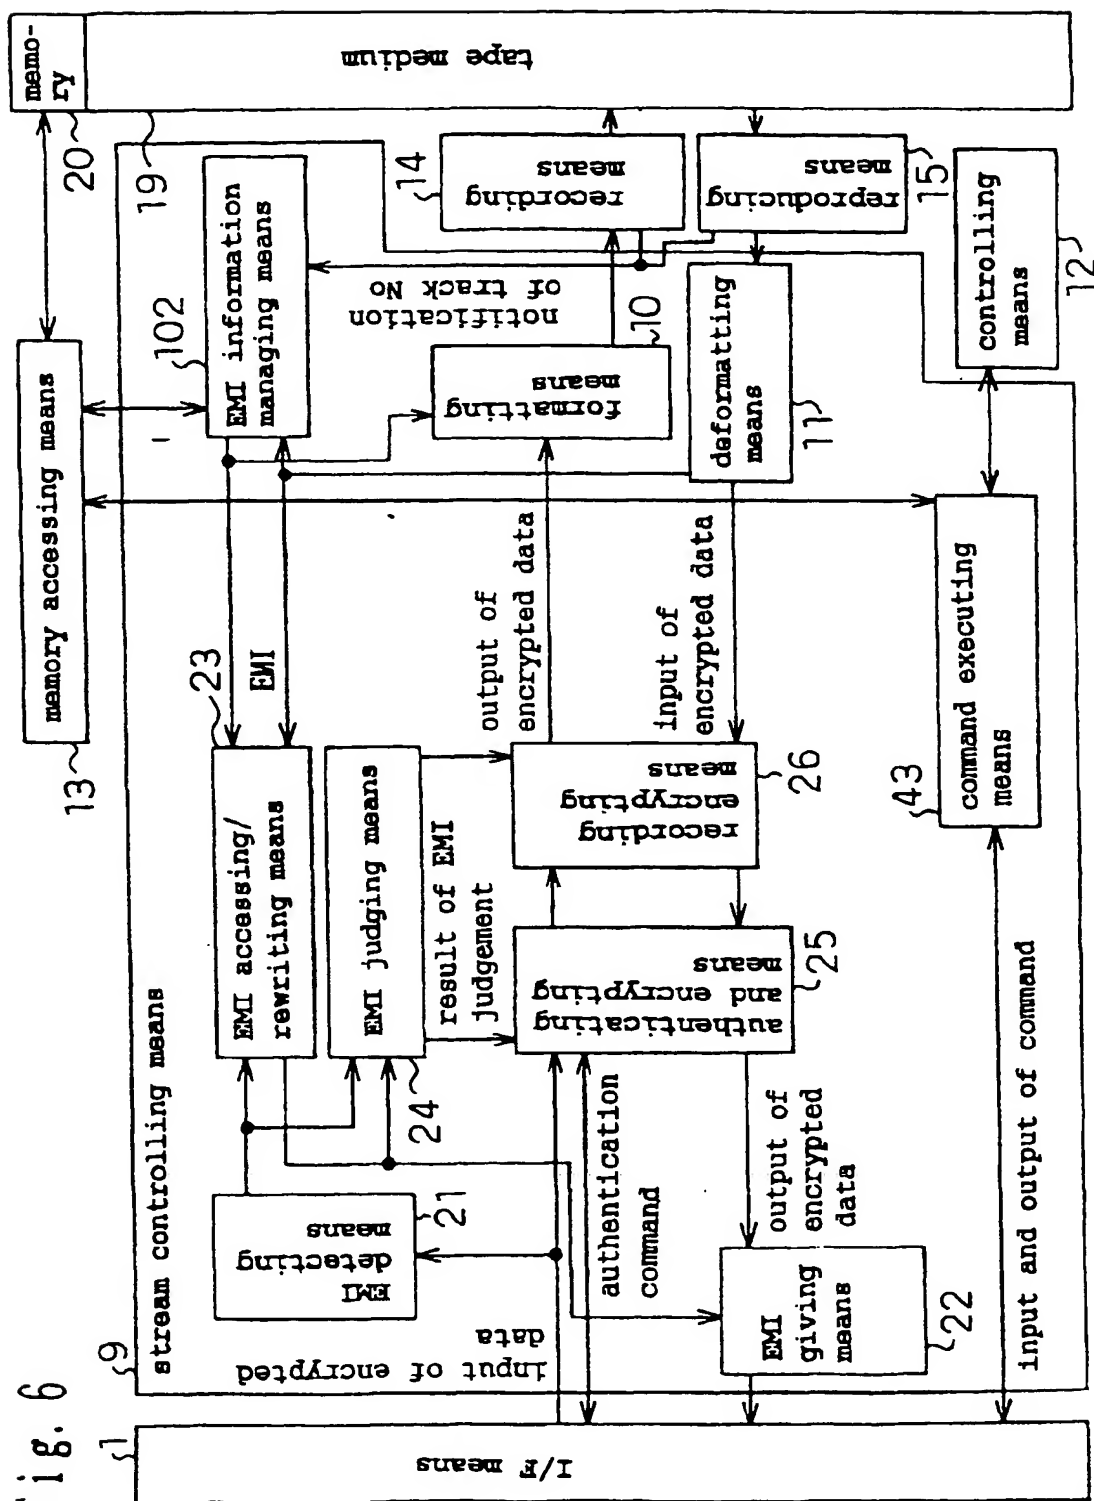 Fig. 6
1
I/F means
9
stream controlling means
input of encrypted
data
EMI
detecting
means
21
EMI accessing/
rewriting means
23
EMI
EMI judging means
24
result of EMI
judgement
authenticating
and encrypting
means
25
recording
encrypting
means
26
authentication
command
output of
encrypted
data
EMI
giving
means
22
output of
encrypted data
input of
encrypted data
13
memory accessing means
102
EMI information
managing means
notification
of track No
formatting
means
10
deformatting
means
11
recording
means
14
reproducing
means
15
memo-
ry
20
19
tape medium
controlling
means
12
43
command executing
means
input and output of command